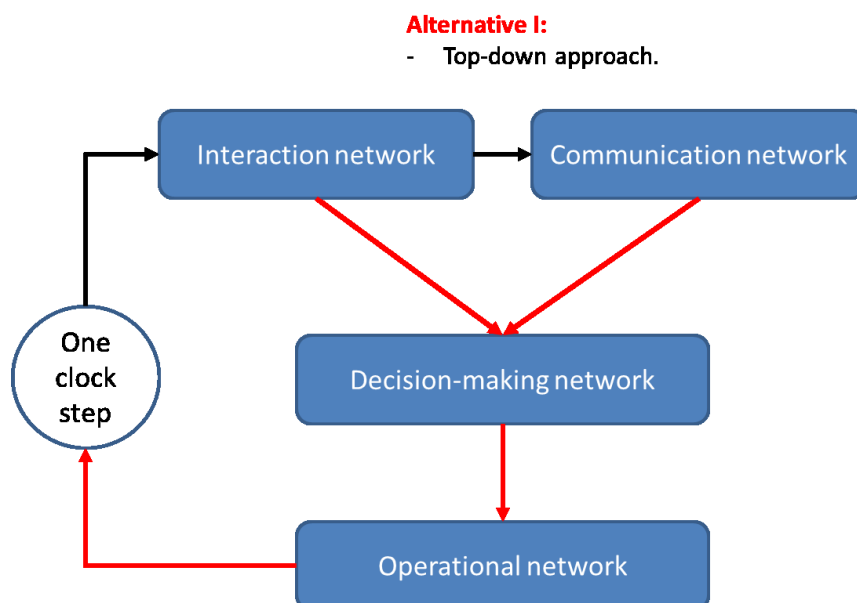 Alternative I:
- Top-down approach.
Interaction network
Communication network
One
clock
step
Decision-making network
Operational network